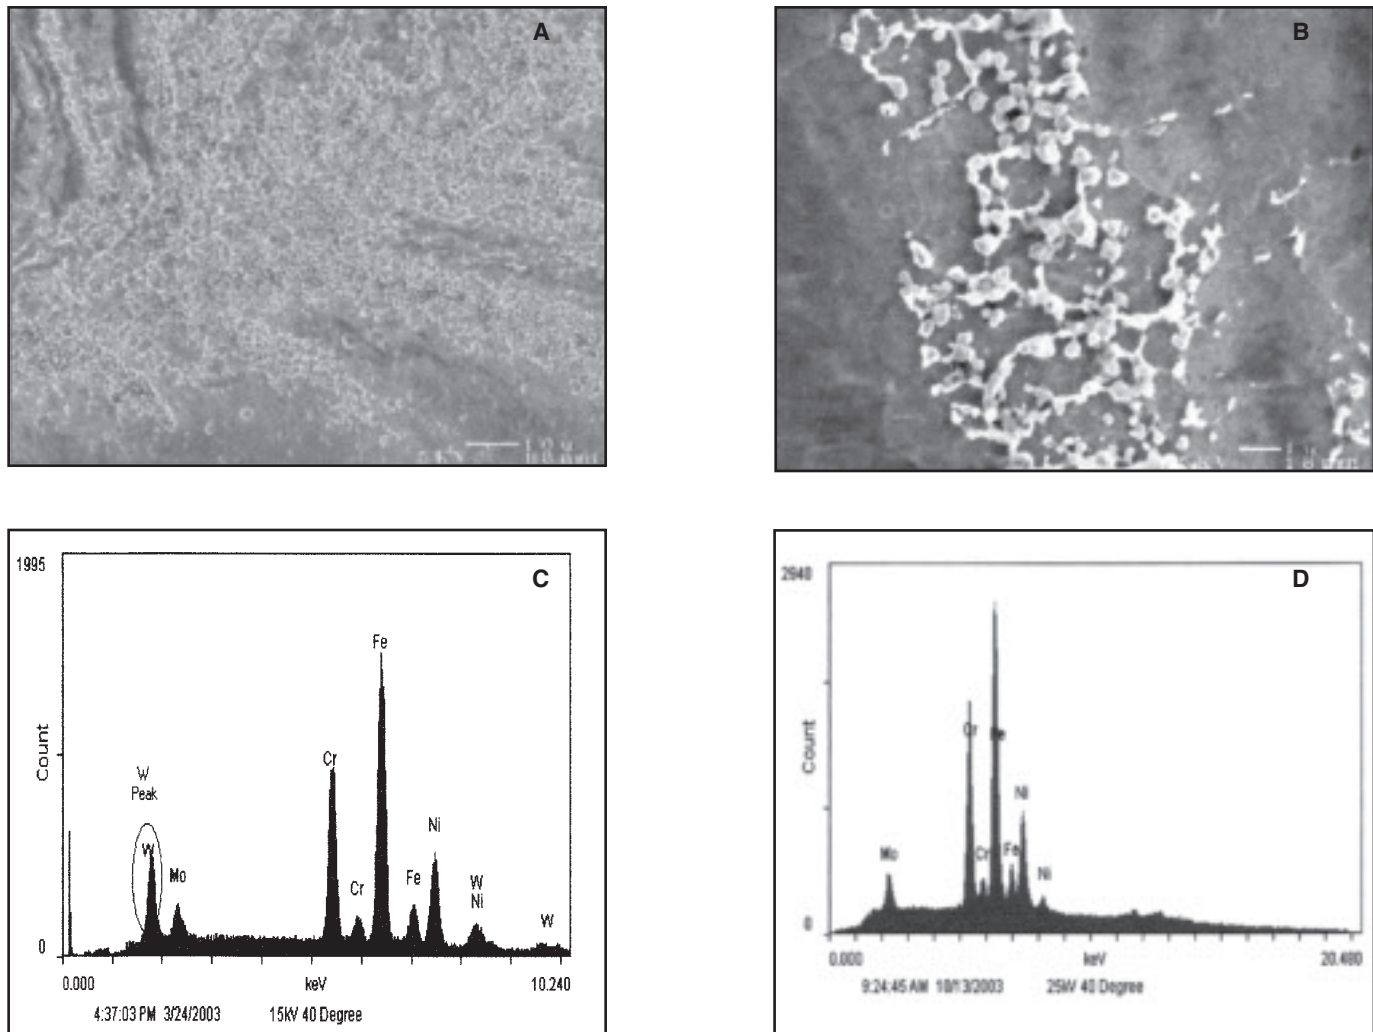 A
B
1995
C
Count
W
Peak
W
Mo
Cr
Cr
Fe
Fe
Ni
W
Ni
W
0
0.000
keV
10.240
4:37:03 PM 3/24/2003
15kV 40 Degree
2948
D
Count
Mo
Cr
Cr
Fe
Fe
Ni
Ni
0
0.000
keV
20.480
9:24:45 AM 10/13/2003
25kV 40 Degree